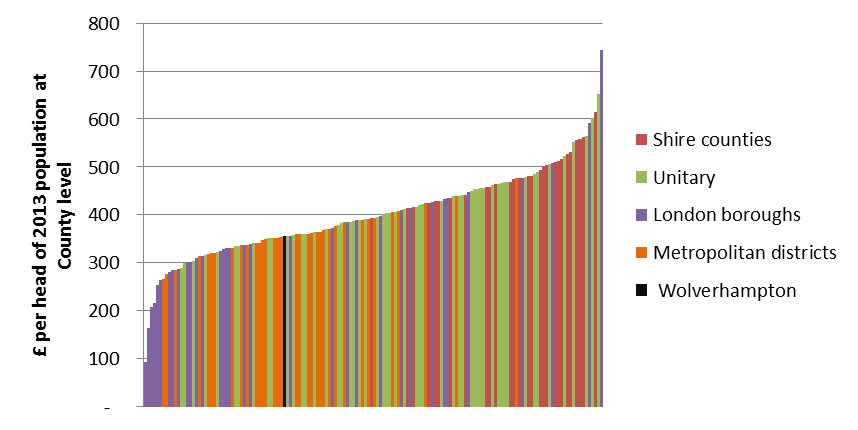 £ per head of 2013 population at
County level
800
700
600
500
400
300
200
100
-
Shire counties
Unitary
London boroughs
Metropolitan districts
Wolverhampton